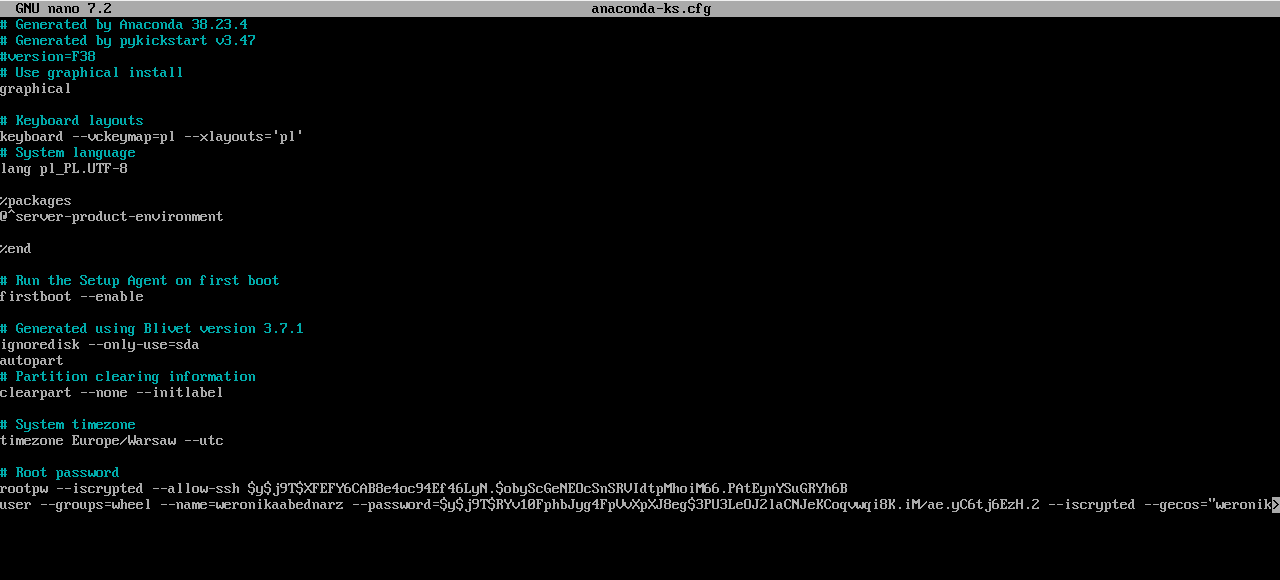 GNU nano 7.2 anaconda-ks.cfg
# Generated by Anaconda 38.23.4
# Generated by pykickstart v3.47
#version=F38
# Use graphical install
graphical
# Keyboard layouts
keyboard --vckeymap=pl --xlayouts='pl'
# System language
lang pl_PL.UTF-8
%packages
@^server-product-environment
%end
# Run the Setup Agent on first boot
firstboot --enable
# Generated using Blivet version 3.7.1
ignoredisk --only-use=sda
autopart
# Partition clearing information
clearpart --none --initlabel
# System timezone
timezone Europe/Warsaw --utc
# Root password
rootpw --iscrypted --allow-ssh $y$j9T$XFEFY6CAB8e4oc94Ef46LyN.$obyScGeNEOcSnSRVIdtpMhoiM66.PAtEynYSuGRYh6B
user --groups=wheel --name=weronikaabednarz --password=$y$j9T$RYv10FphbJyg4FpVvXpXJ8eg$3PU3LeOJ2laCNJeKCoqvwqi8K.iM/ae.yC6tj6EzH.2 --iscrypted --gecos="weronik>